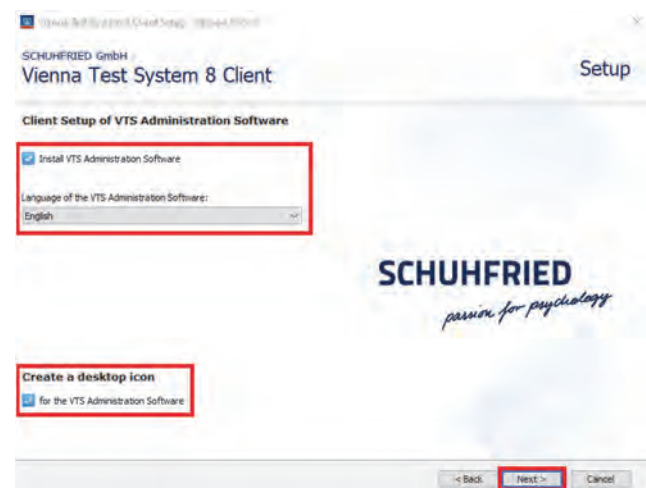 SCHUHFRIED GmbH
Vienna Test System 8 Client
Setup
Client Setup of VTS Administration Software
Install VTS Administration Software
Language of the VTS Administration Software:
English
SCHUHFRIED
passion for psychology
Create a desktop icon
for the VTS Administration Software
< Back
Next >
Cancel